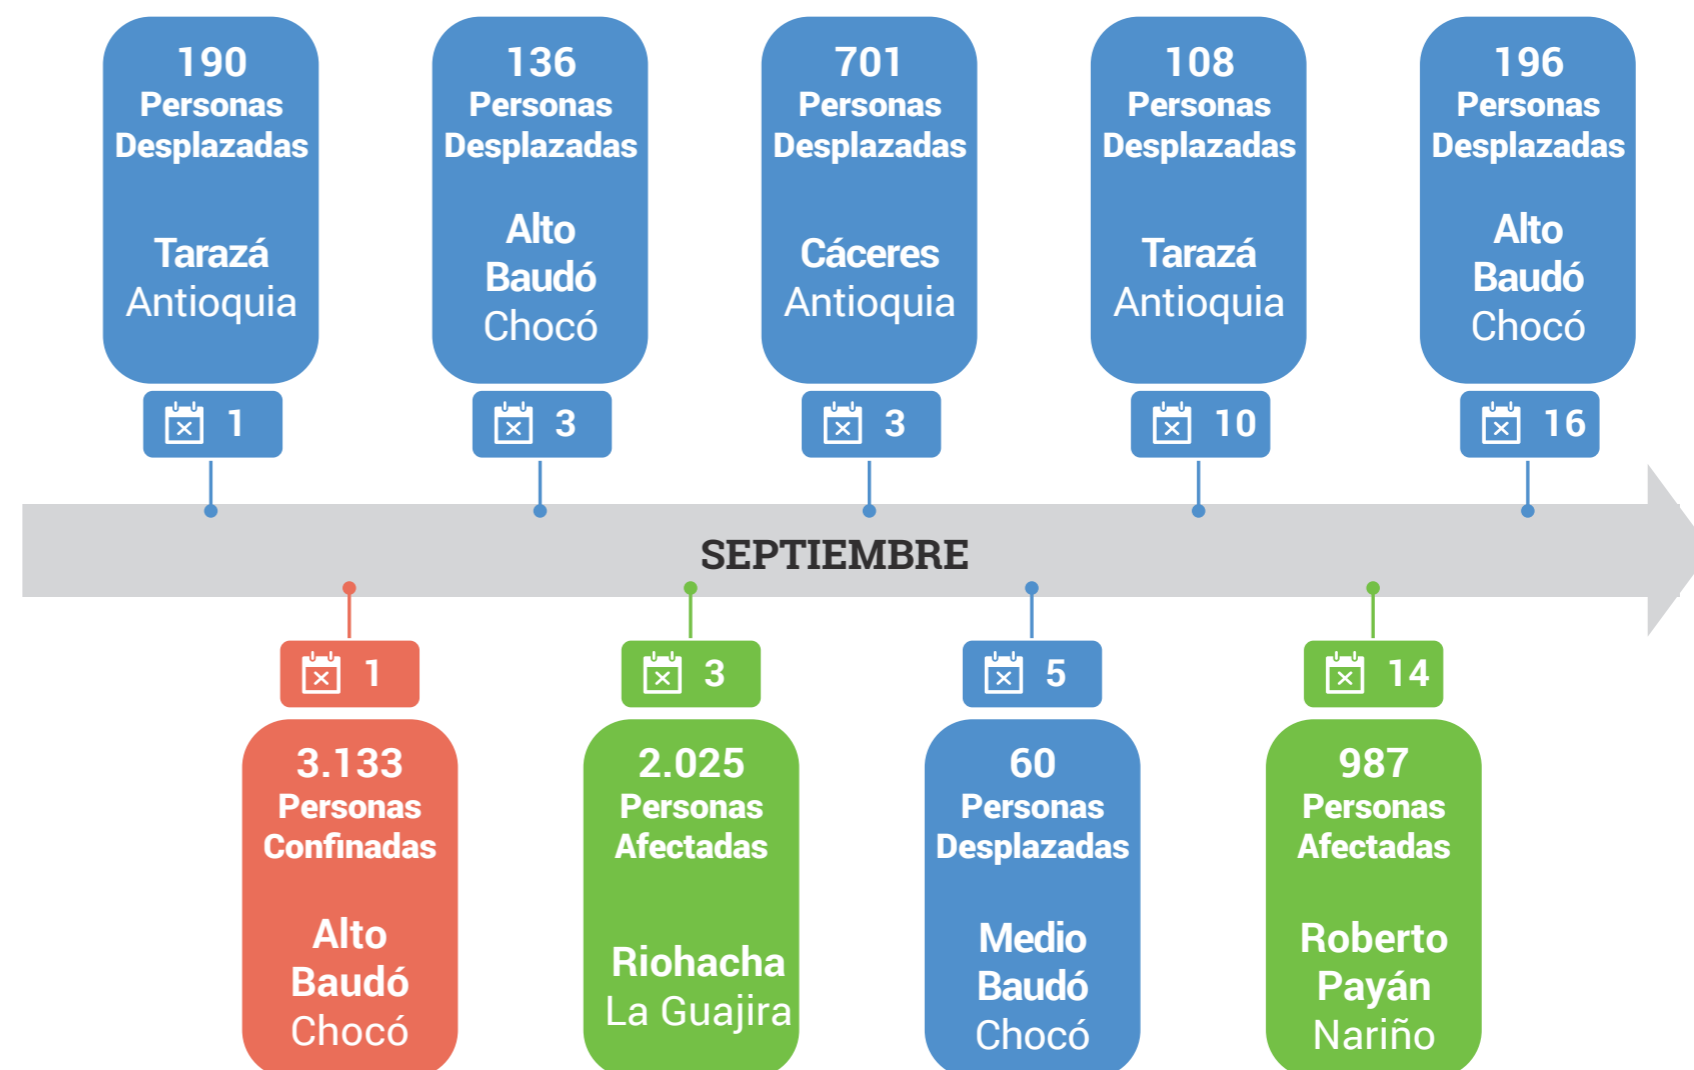 190
Personas
Desplazadas
Tarazá
Antioquia
1
136
Personas
Desplazadas
Alto
Baudó
Chocó
3
701
Personas
Desplazadas
Cáceres
Antioquia
3
108
Personas
Desplazadas
Tarazá
Antioquia
10
196
Personas
Desplazadas
Alto
Baudó
Chocó
16
SEPTIEMBRE
1
3.133
Personas
Confinadas
Alto
Baudó
Chocó
3
2.025
Personas
Afectadas
Riohacha
La Guajira
5
60
Personas
Desplazadas
Medio
Baudó
Chocó
14
987
Personas
Afectadas
Roberto
Payán
Nariño